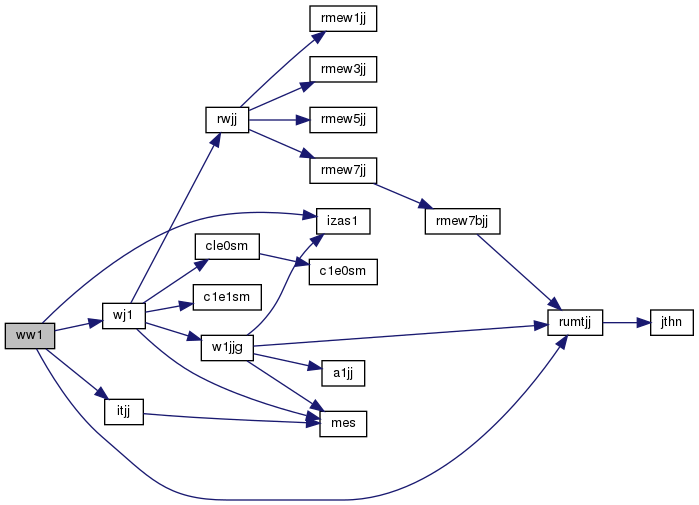 rmew1jj
rmew3jj
rwjj
rmew5jj
rmew7jj
rmew7bjj
izas1
cle0sm
c1e0sm
c1e1sm
wj1
ww1
rumtjj
jthn
w1jjg
a1jj
itjj
mes